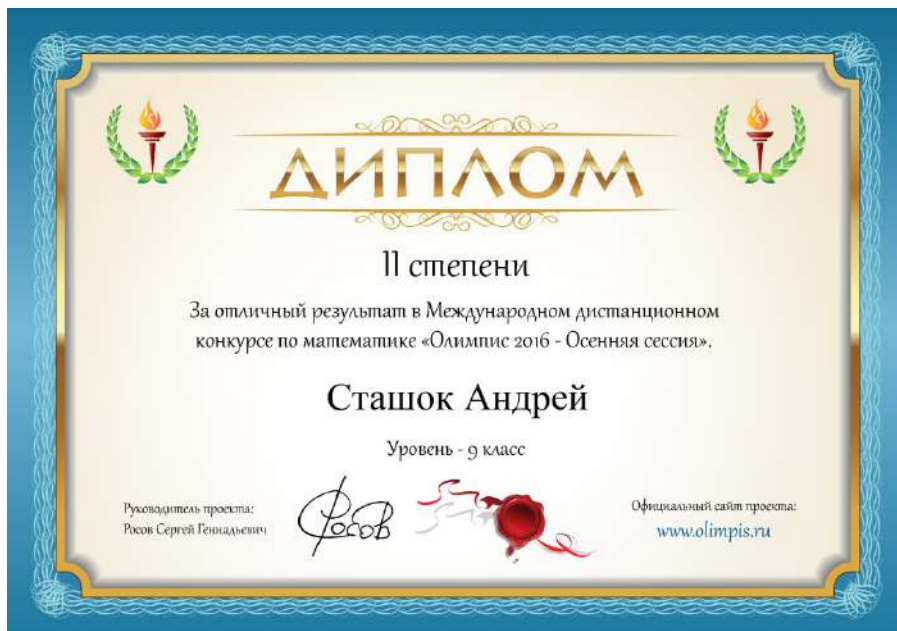 ДИПЛОМ
II степени
За отличный результат в Международном дистанционном
конкурсе по математике «Олимпис 2016 - Осенняя сессия».
Сташок Андрей
Уровень - 9 класс
Руководитель проекта:
Росов Сергей Геннадьевич
Росов
Официальный сайт проекта:
www.olimpis.ru